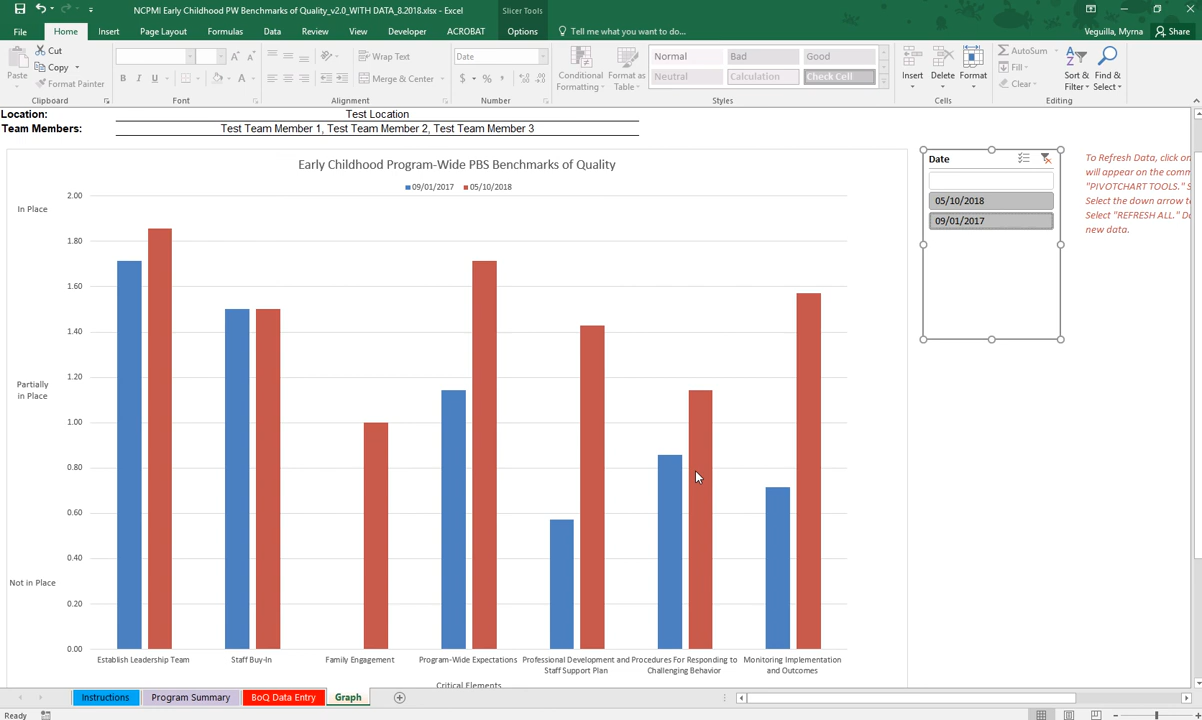 NCPMI Early Childhood PW Benchmarks of Quality_v2.0_WITH DATA_8.2018.xlsx - Excel
Slicer Tools
File Home Insert Page Layout Formulas Data Review View Developer ACROBAT Options Tell me what you want to do... Veguilla, Myrna Share
Paste Cut Copy Format Painter
B I U A Wrap Text Merge & Center Date $ % ,
Conditional Formatting Format as Table
Normal Bad Good
Neutral Calculation Check Cell
Insert Delete Format AutoSum Fill Clear Sort & Filter Find & Select
Clipboard Font Alignment Number Styles Cells Editing
Location: Test Location
Team Members: Test Team Member 1, Test Team Member 2, Test Team Member 3
Early Childhood Program-Wide PBS Benchmarks of Quality
09/01/2017 05/10/2018
2.00
In Place
1.80
1.60
1.40
1.20
Partially
in Place
1.00
0.80
0.60
0.40
Not in Place
0.20
0.00
Establish Leadership Team Staff Buy-In Family Engagement Program-Wide Expectations Professional Development and Staff Support Plan Procedures For Responding to Challenging Behavior Monitoring Implementation and Outcomes
Critical Elements
Date
05/10/2018
09/01/2017
To Refresh Data, click on
will appear on the comm
"PIVOTCHART TOOLS." S
Select the down arrow t
Select "REFRESH ALL." D
new data.
Instructions Program Summary BoQ Data Entry Graph
Ready